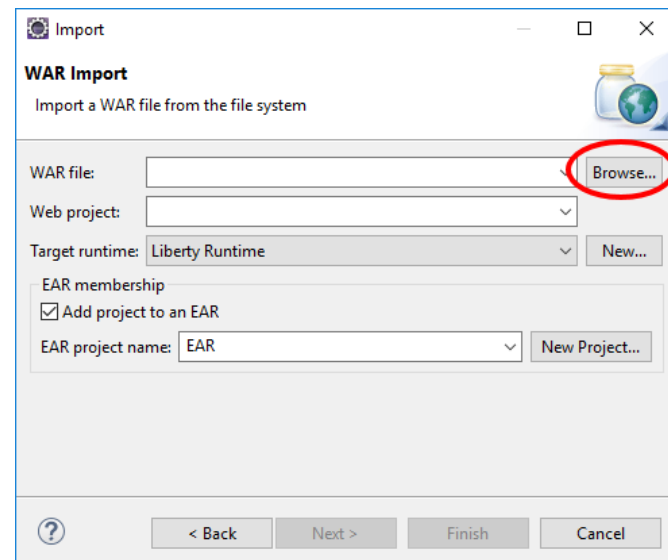 Import
WAR Import
Import a WAR file from the file system
WAR file:
Browse...
Web project:
Target runtime: Liberty Runtime
New...
EAR membership
Add project to an EAR
EAR project name: EAR
New Project...
?
< Back
Next >
Finish
Cancel